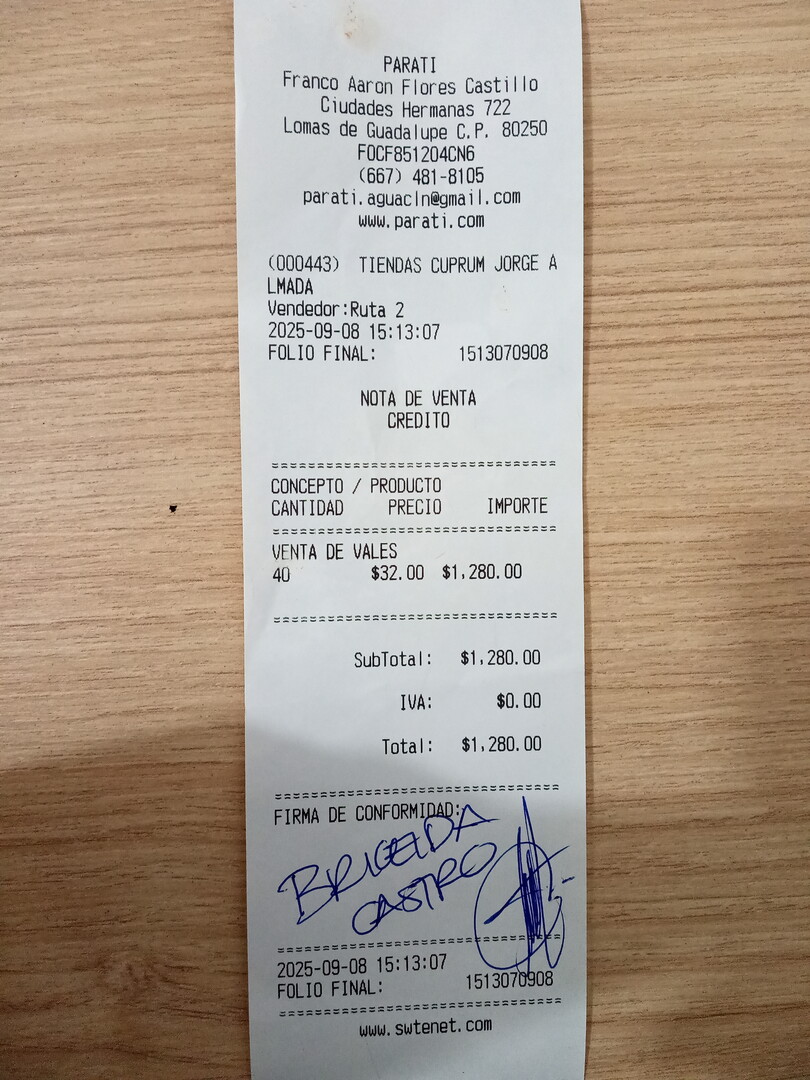 PARATI
Franco Aaron Flores Castillo
Ciudades Hermanas 722
Lomas de Guadalupe C.P. 80250
FOCF851204CN6
(667) 481-8105
parati.aguacln@gmail.com
www.parati.com
(000443) TIENDAS CUPRUM JORGE A
LMADA
Vendedor:Ruta 2
2025-09-08 15:13:07
FOLIO FINAL: 1513070908
NOTA DE VENTA
CREDITO
==============================
CONCEPTO / PRODUCTO
CANTIDAD PRECIO IMPORTE
==============================
VENTA DE VALES
40 $32.00 $1,280.00
==============================
SubTotal: $1,280.00
IVA: $0.00
Total: $1,280.00
==============================
FIRMA DE CONFORMIDAD:
BRIGEIDA
CASTRO
==============================
2025-09-08 15:13:07
FOLIO FINAL: 1513070908
==============================
www.swtenet.com